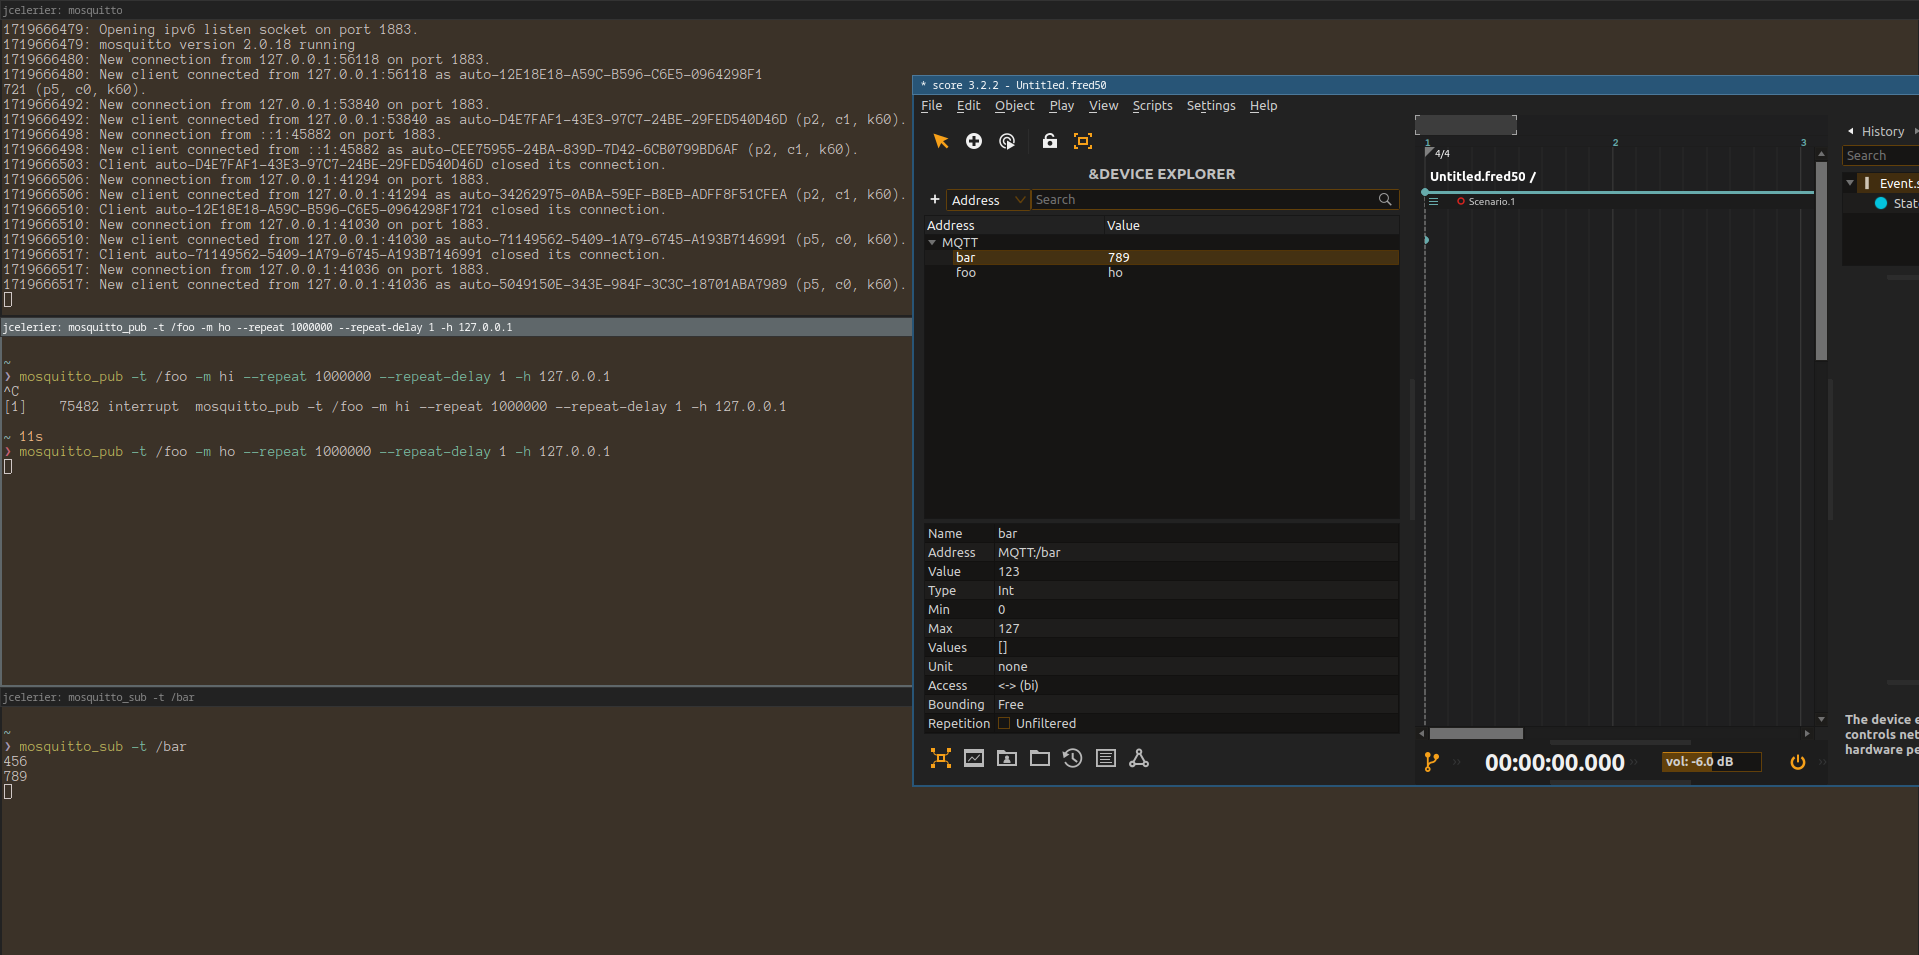 jcelerier: mosquitto
1719666479: Opening ipv6 listen socket on port 1883.
1719666479: mosquitto version 2.0.18 running
1719666480: New connection from 127.0.0.1:56118 on port 1883.
1719666480: New client connected from 127.0.0.1:56118 as auto-12E18E18-A59C-B596-C6E5-0964298F1
721 (p5, c0, k60).
1719666492: New connection from 127.0.0.1:53840 on port 1883.
1719666492: New client connected from 127.0.0.1:53840 as auto-D4E7FAF1-43E3-97C7-24BE-29FED540D46D (p2, c1, k60).
1719666498: New connection from ::1:45882 on port 1883.
1719666498: New client connected from ::1:45882 as auto-CEE75955-24BA-839D-7D42-6CB0799BD6AF (p2, c1, k60).
1719666503: Client auto-D4E7FAF1-43E3-97C7-24BE-29FED540D46D closed its connection.
1719666506: New connection from 127.0.0.1:41294 on port 1883.
1719666506: New client connected from 127.0.0.1:41294 as auto-34262975-0ABA-59EF-B8EB-ADFF8F51CFEA (p2, c1, k60).
1719666510: Client auto-12E18E18-A59C-B596-C6E5-0964298F1721 closed its connection.
1719666510: New connection from 127.0.0.1:41030 on port 1883.
1719666510: New client connected from 127.0.0.1:41030 as auto-71149562-5409-1A79-6745-A193B7146991 (p5, c0, k60).
1719666517: Client auto-71149562-5409-1A79-6745-A193B7146991 closed its connection.
1719666517: New connection from 127.0.0.1:41036 on port 1883.
1719666517: New client connected from 127.0.0.1:41036 as auto-5049150E-343E-984F-3C3C-18701ABA7989 (p5, c0, k60).
jcelerier: mosquitto_pub -t /foo -m ho --repeat 1000000 --repeat-delay 1 -h 127.0.0.1
~
❯ mosquitto_pub -t /foo -m hi --repeat 1000000 --repeat-delay 1 -h 127.0.0.1
^C
[1]    75482 interrupt  mosquitto_pub -t /foo -m hi --repeat 1000000 --repeat-delay 1 -h 127.0.0.1
~ 11s
❯ mosquitto_pub -t /foo -m ho --repeat 1000000 --repeat-delay 1 -h 127.0.0.1
jcelerier: mosquitto_sub -t /bar
~
❯ mosquitto_sub -t /bar
456
789
* score 3.2.2 - Untitled.fred50
File Edit Object Play View Scripts Settings Help
&DEVICE EXPLORER
+ Address Search
Address Value
MQTT
bar 789
foo ho
Name bar
Address MQTT:/bar
Value 123
Type Int
Min 0
Max 127
Values []
Unit none
Access <-> (bi)
Bounding Free
Repetition Unfiltered
1 2 3
4/4
Untitled.fred50 /
Scenario.1
00:00:00.000
vol: -6.0 dB
History
Search
Event.s
Stat
The device e
controls net
hardware pe